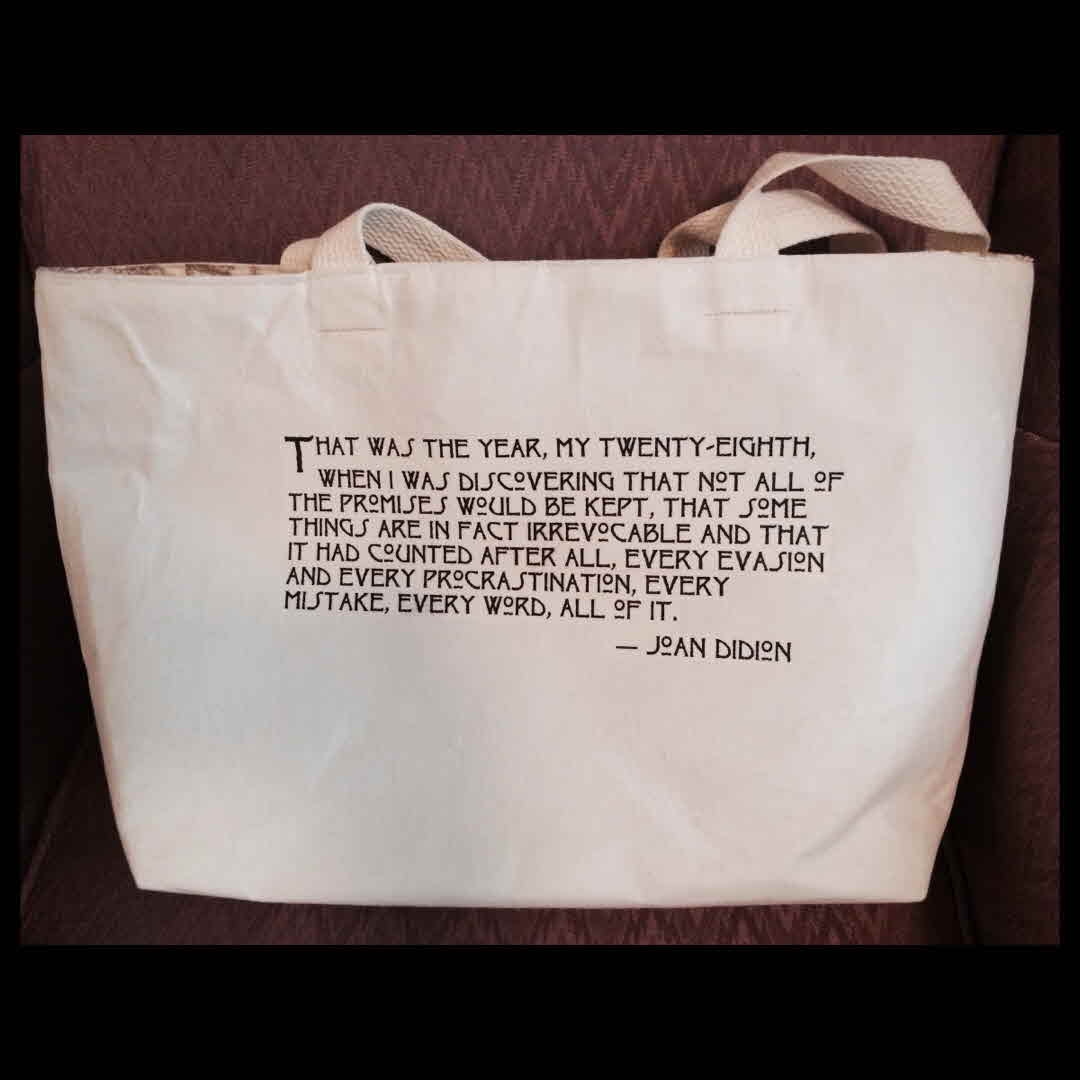 THAT WAS THE YEAR, MY TWENTY-EIGHTH,
WHEN I WAS DISCOVERING THAT NOT ALL OF
THE PROMISES WOULD BE KEPT, THAT SOME
THINGS ARE IN FACT IRREVOCABLE AND THAT
IT HAD COUNTED AFTER ALL, EVERY EVASION
AND EVERY PROCRASTINATION, EVERY
MISTAKE, EVERY WORD, ALL OF IT.
— JOAN DIDION